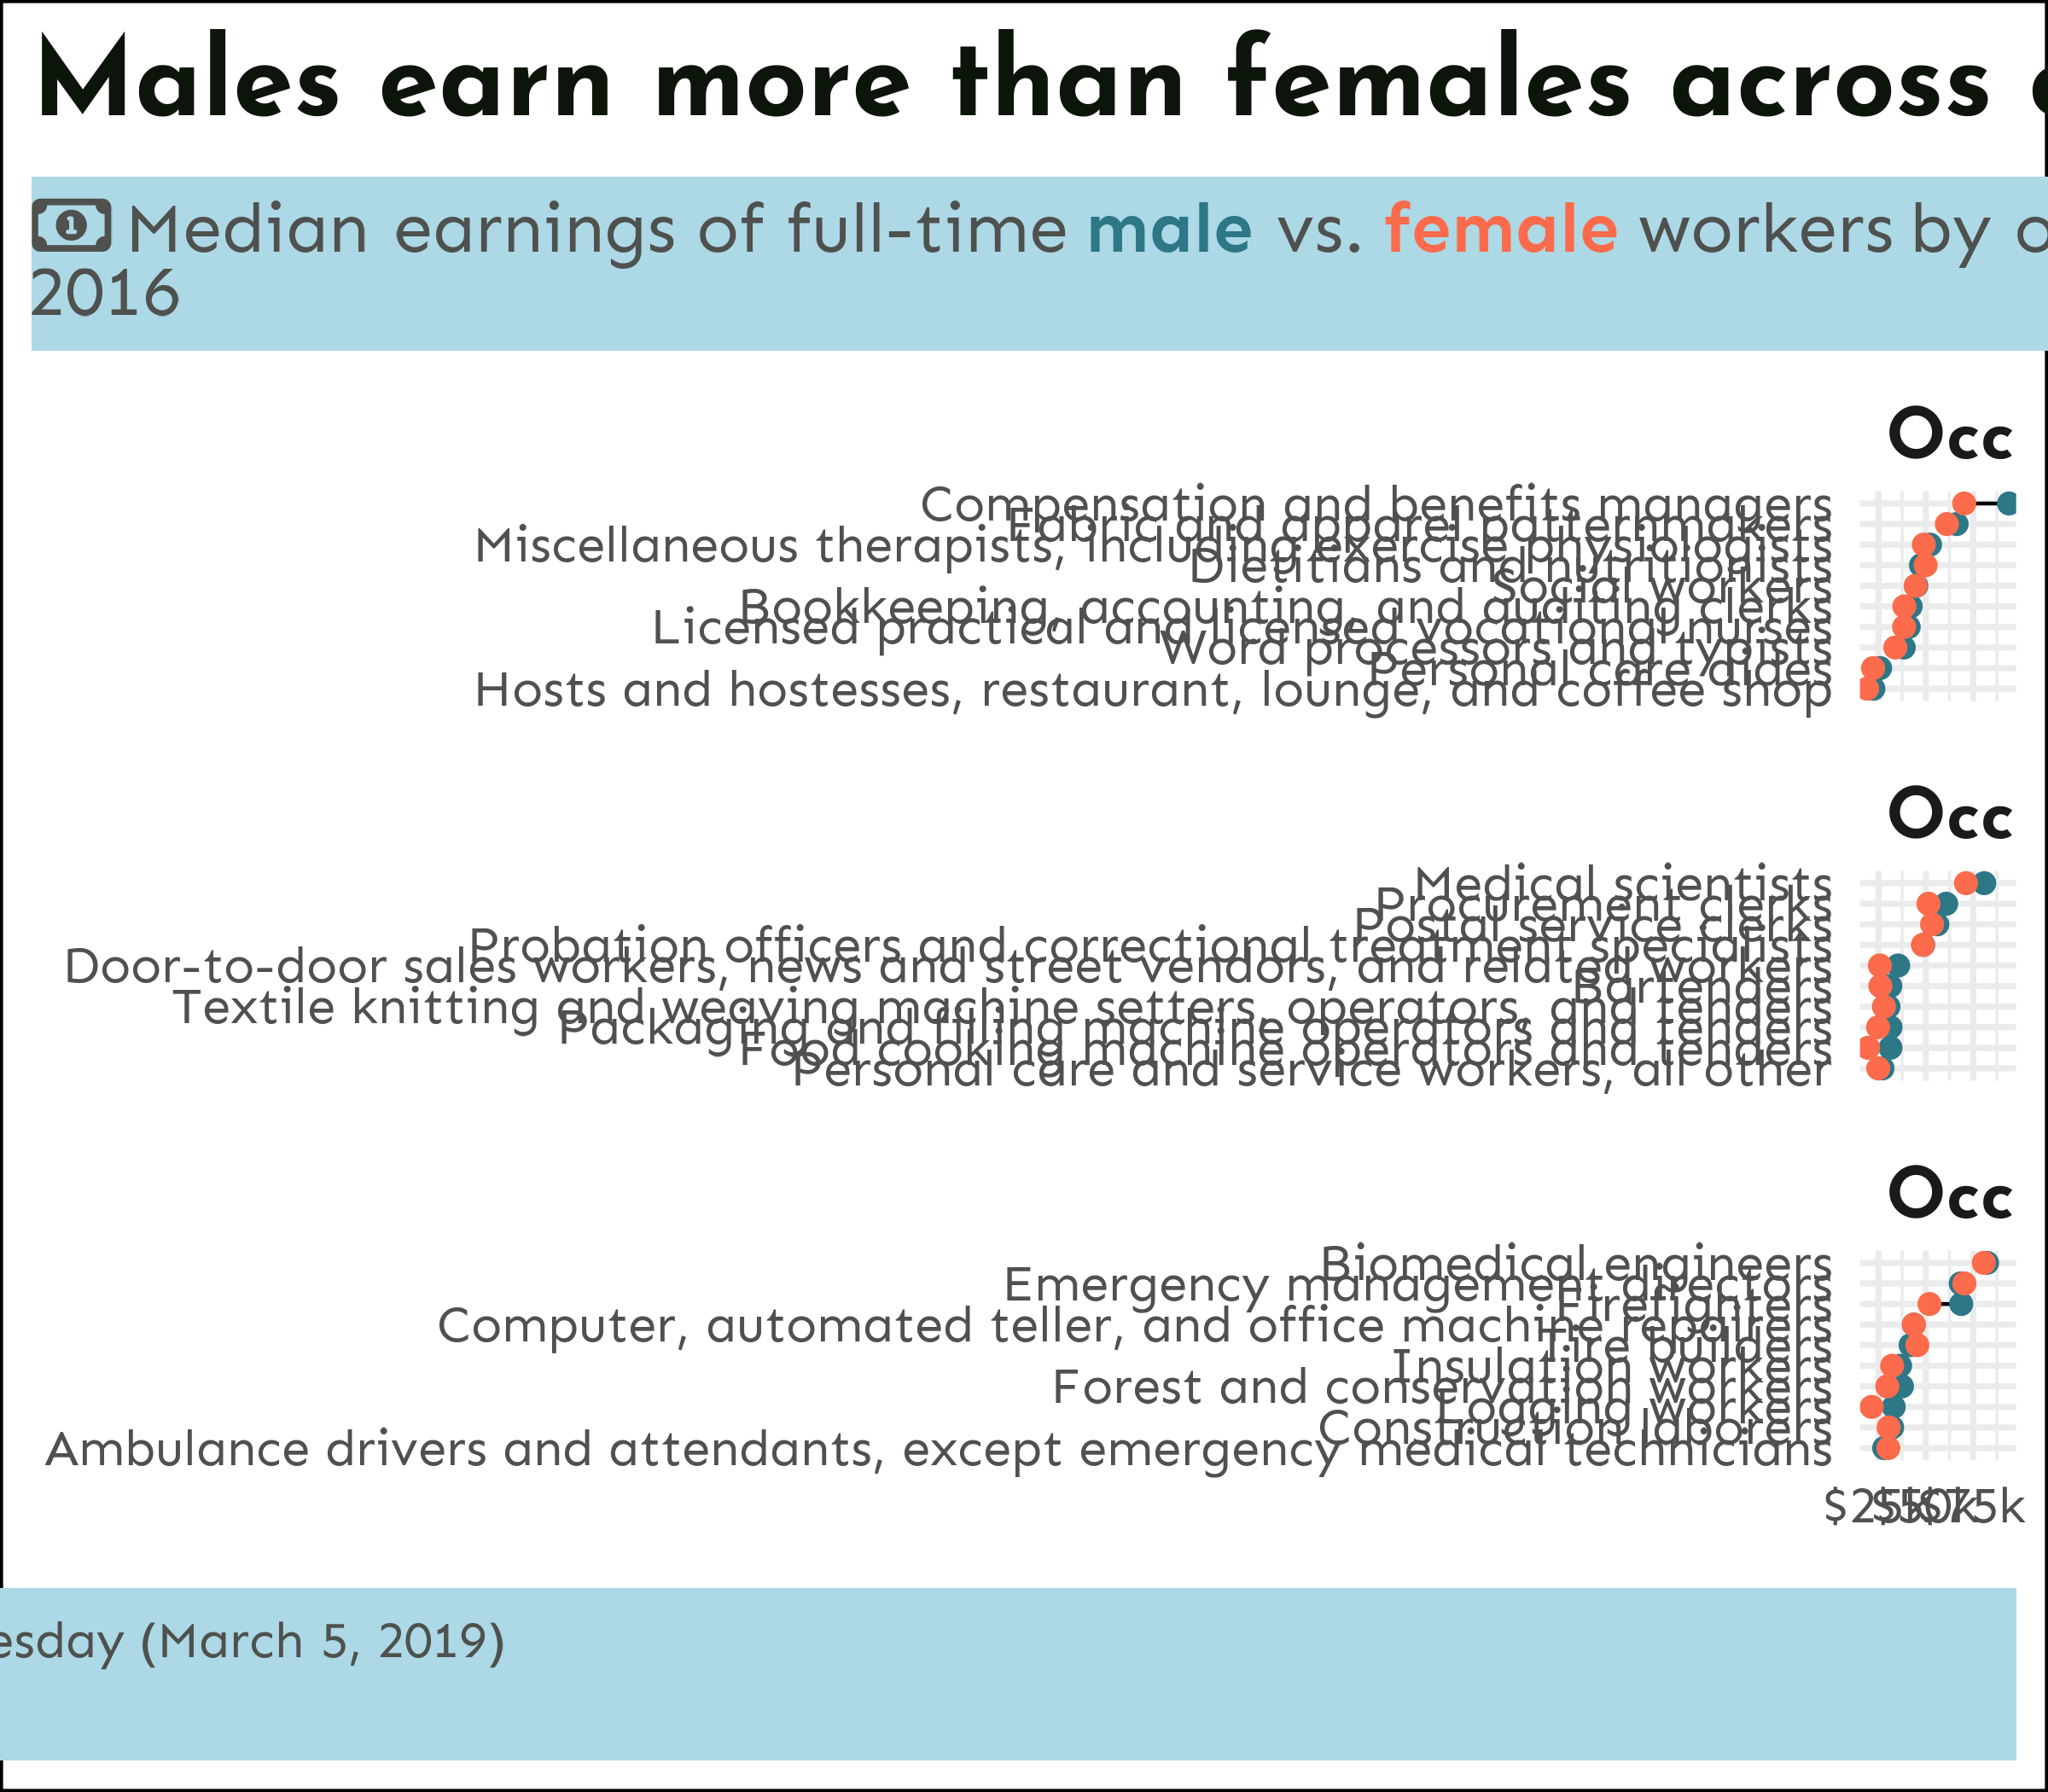 Males earn more than females across
Median earnings of full-time male vs. female workers by
2016
Occ
Compensation and benefits managers
Fabric and apparel patternmakers
Miscellaneous therapists, including exercise physiologists
Dietitians and nutritionists
Social workers
Bookkeeping, accounting, and auditing clerks
Licensed practical and licensed vocational nurses
Word processors and typists
Personal care aides
Hosts and hostesses, restaurant, lounge, and coffee shop
Occ
Medical scientists
Procurement clerks
Postal service clerks
Probation officers and correctional treatment specialists
Door-to-door sales workers, news and street vendors, and related workers
Bartenders
Textile knitting and weaving machine setters, operators, and tenders
Packaging and filling machine operators and tenders
Food cooking machine operators and tenders
Personal care and service workers, all other
Occ
Biomedical engineers
Emergency management directors
Firefighters
Computer, automated teller, and office machine repairers
Tire builders
Insulation workers
Forest and conservation workers
Logging workers
Construction laborers
Ambulance drivers and attendants, except emergency medical technicians
$25k $50k $75k
esday (March 5, 2019)